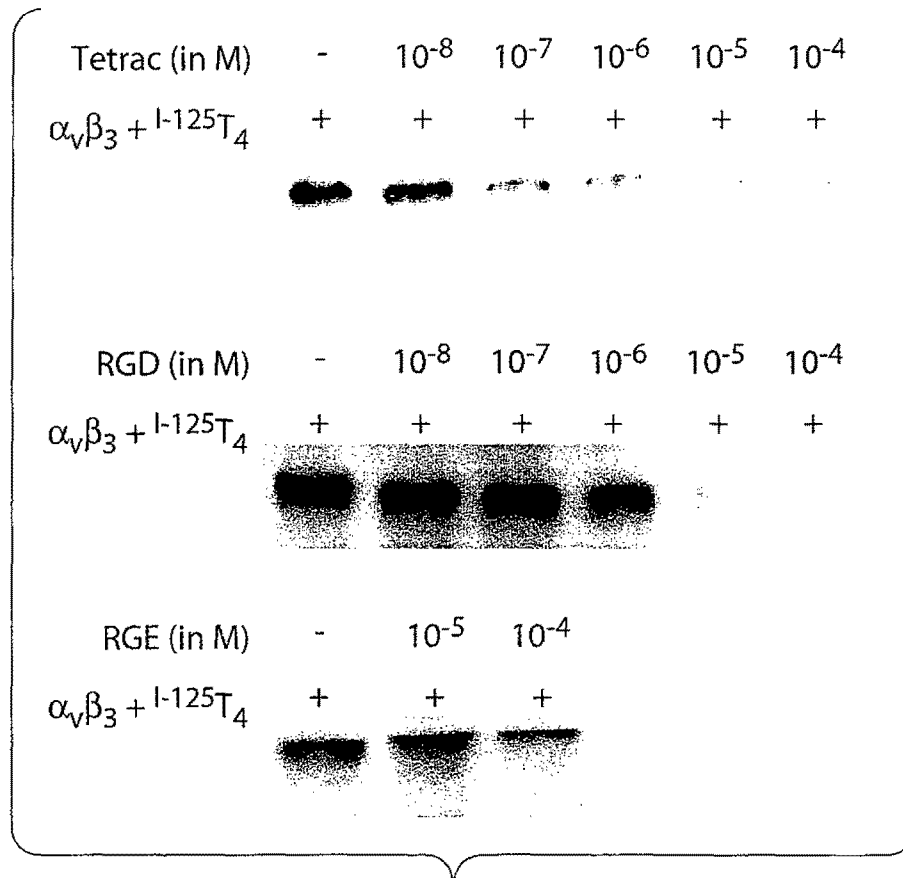 Tetrac (in M) - 10⁻⁸ 10⁻⁷ 10⁻⁶ 10⁻⁵ 10⁻⁴
αᵥβ₃ + ᴵ⁻¹²⁵T₄ + + + + + +
RGD (in M) - 10⁻⁸ 10⁻⁷ 10⁻⁶ 10⁻⁵ 10⁻⁴
αᵥβ₃ + ᴵ⁻¹²⁵T₄ + + + + + +
RGE (in M) - 10⁻⁵ 10⁻⁴
αᵥβ₃ + ᴵ⁻¹²⁵T₄ + + +